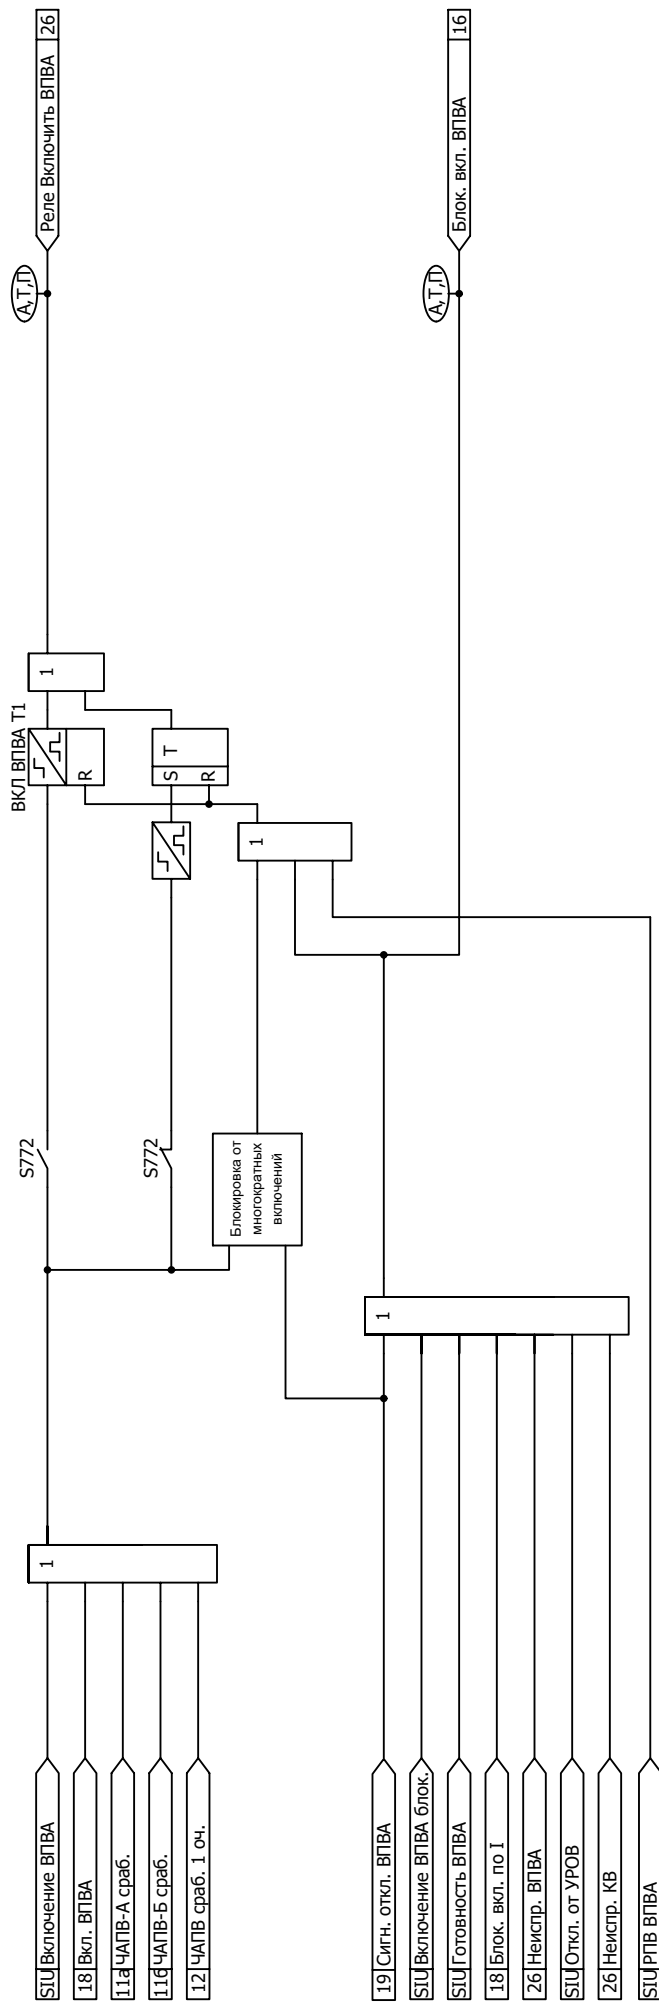 SIU Включение ВПВА
18 Вкл. ВПВА
11а ЧАПВ-А сраб.
11б ЧАПВ-Б сраб.
12 ЧАПВ сраб. 1 оч.
1
S772
S772
ВКЛ ВПВА Т1
R
S Т
R
1
А,Т,П
Реле Включить ВПВА 26
Блокировка от
многократных
включений
1
19 Сигн. откл. ВПВА
SIU Включение ВПВА блок.
SIU Готовность ВПВА
18 Блок. вкл. по I
26 Неиспр. ВПВА
SIU Откл. от УРОВ
26 Неиспр. КВ
SIU РПВ ВПВА
1
А,Т,П
Блок. вкл. ВПВА 16